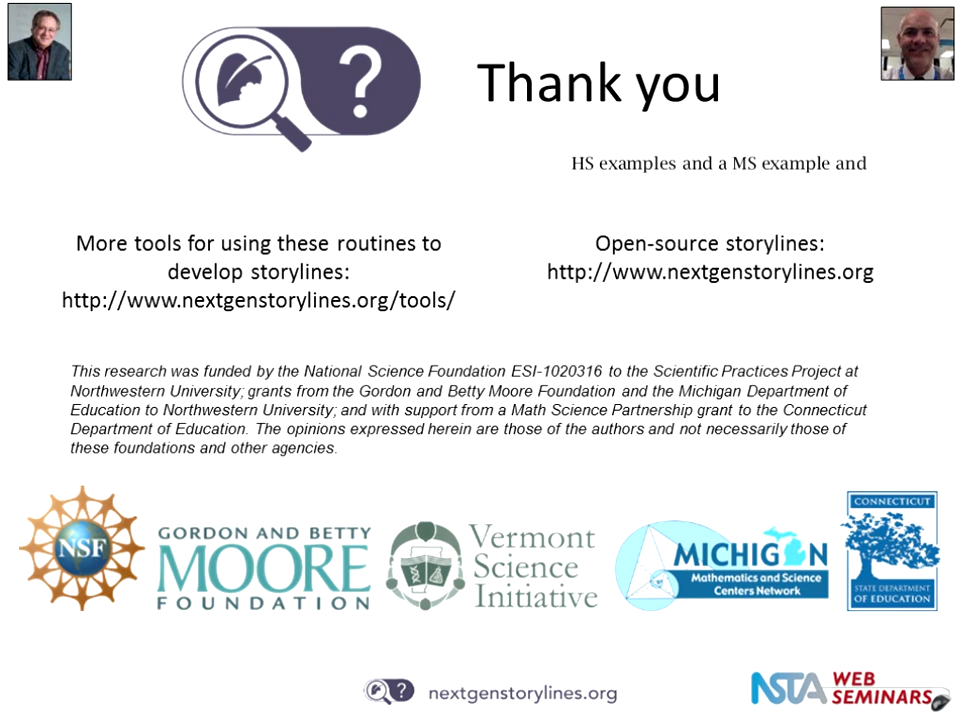 ?
Thank you
HS examples and a MS example and
More tools for using these routines to
develop storylines:
http://www.nextgenstorylines.org/tools/
Open-source storylines:
http://www.nextgenstorylines.org
This research was funded by the National Science Foundation ESI-1020316 to the Scientific Practices Project at
Northwestern University; grants from the Gordon and Betty Moore Foundation and the Michigan Department of
Education to Northwestern University; and with support from a Math Science Partnership grant to the Connecticut
Department of Education. The opinions expressed herein are those of the authors and not necessarily those of
these foundations and other agencies.
NSF
GORDON AND BETTY
MOORE
FOUNDATION
Vermont
Science
Initiative
MICHIGAN
Mathematics and Science
Centers Network
CONNECTICUT
STATE DEPARTMENT
OF EDUCATION
?
nextgenstorylines.org
NSTA WEB
SEMINARS